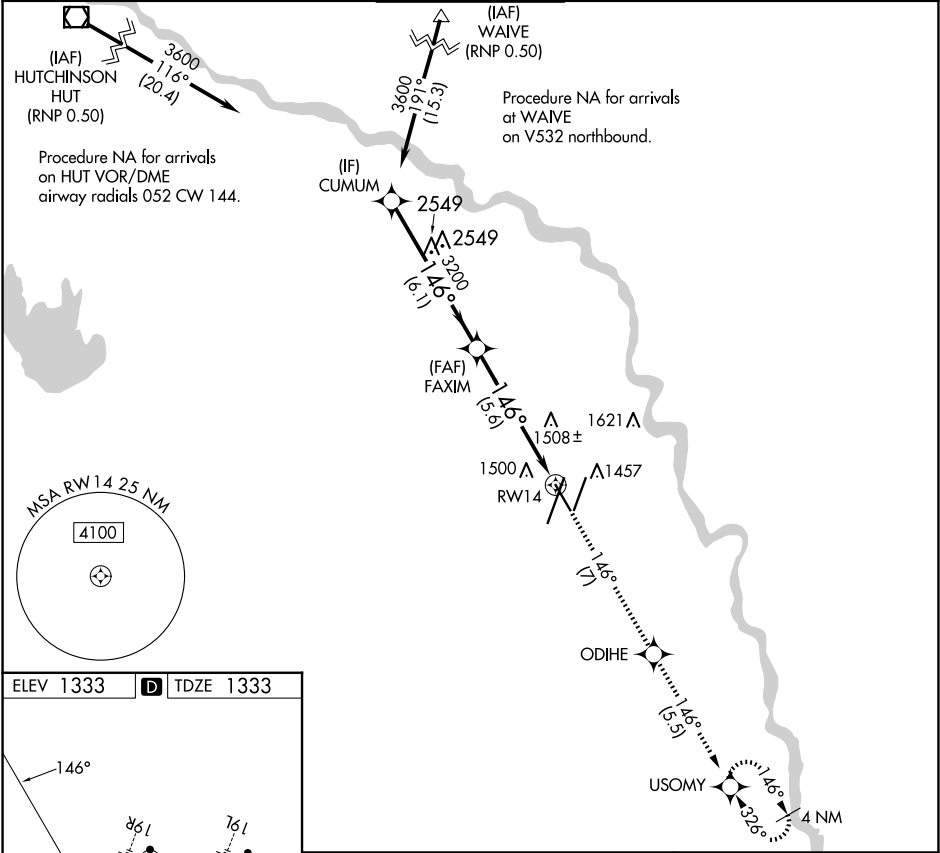 (IAF)
HUTCHINSON
HUT
(RNP 0.50)
3600
116°
(20.4)
(IAF)
WAIVE
(RNP 0.50)
3600
191°
(15.3)
Procedure NA for arrivals
at WAIVE
on V532 northbound.
Procedure NA for arrivals
on HUT VOR/DME
airway radials 052 CW 144.
(IF)
CUMUM
2549
2549
3200
146°
(6.1)
(FAF)
FAXIM
146°
(5.6)
1508±
1621
1500
1457
RW14
MSA RW14 25 NM
4100
146°
(7)
ODIHE
146°
(5.5)
USOMY
146°
326°
4 NM
ELEV 1333 D TDZE 1333
146°
19R
19L